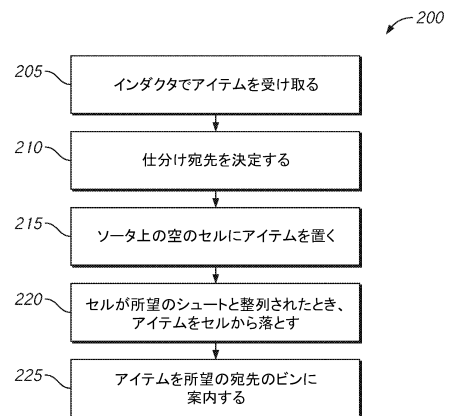 200
205
インダクタでアイテムを受け取る
210
仕分け宛先を決定する
215
ソータ上の空のセルにアイテムを置く
220
セルが所望のシュートと整列されたとき、
アイテムをセルから落とす
225
アイテムを所望の宛先のビンに
案内する